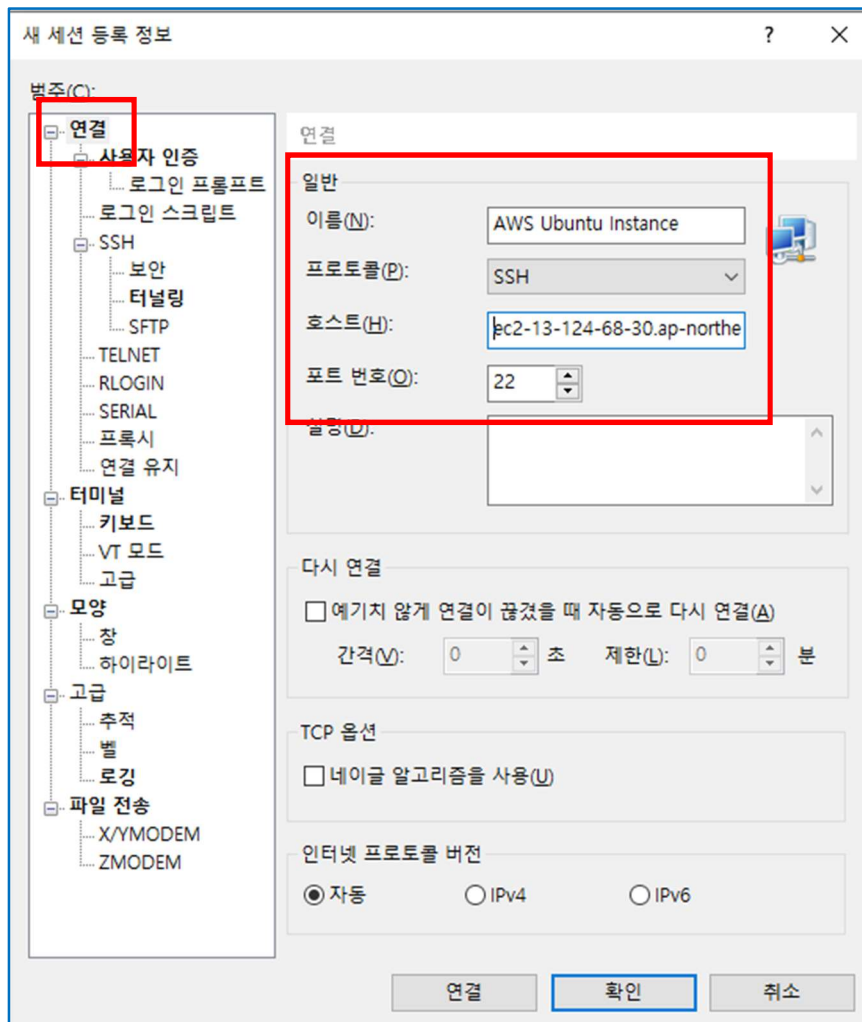 새 세션 등록 정보
?
범주(C):
연결
사용자 인증
로그인 프롬프트
로그인 스크립트
SSH
보안
터널링
SFTP
TELNET
RLOGIN
SERIAL
프록시
연결 유지
터미널
키보드
VT 모드
고급
모양
창
하이라이트
고급
추적
벨
로깅
파일 전송
X/YMODEM
ZMODEM
연결
일반
이름(N): AWS Ubuntu Instance
프로토콜(P): SSH
호스트(H): ec2-13-124-68-30.ap-northe
포트 번호(O): 22
설명(D):
다시 연결
예기치 않게 연결이 끊겼을 때 자동으로 다시 연결(A)
간격(V): 0 초 제한(L): 0 분
TCP 옵션
네이글 알고리즘을 사용(U)
인터넷 프로토콜 버전
자동 IPv4 IPv6
연결 확인 취소